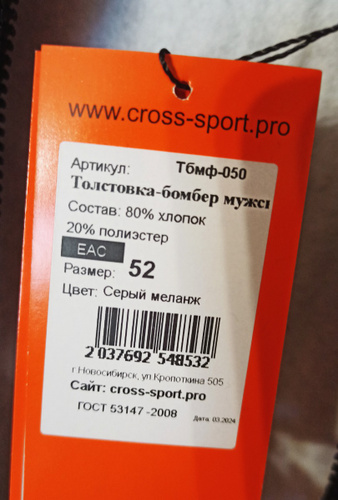 www.cross-sport.pro
Артикул: Тбмф-050
Толстовка-бомбер мужск
Состав: 80% хлопок
20% полиэстер
EAC
Размер: 52
Цвет: Серый меланж
2 037692 548532
г.Новосибирск, ул.Кропоткина 505
Сайт: cross-sport.pro
ГОСТ 53147 -2008 Дата. 03.2024